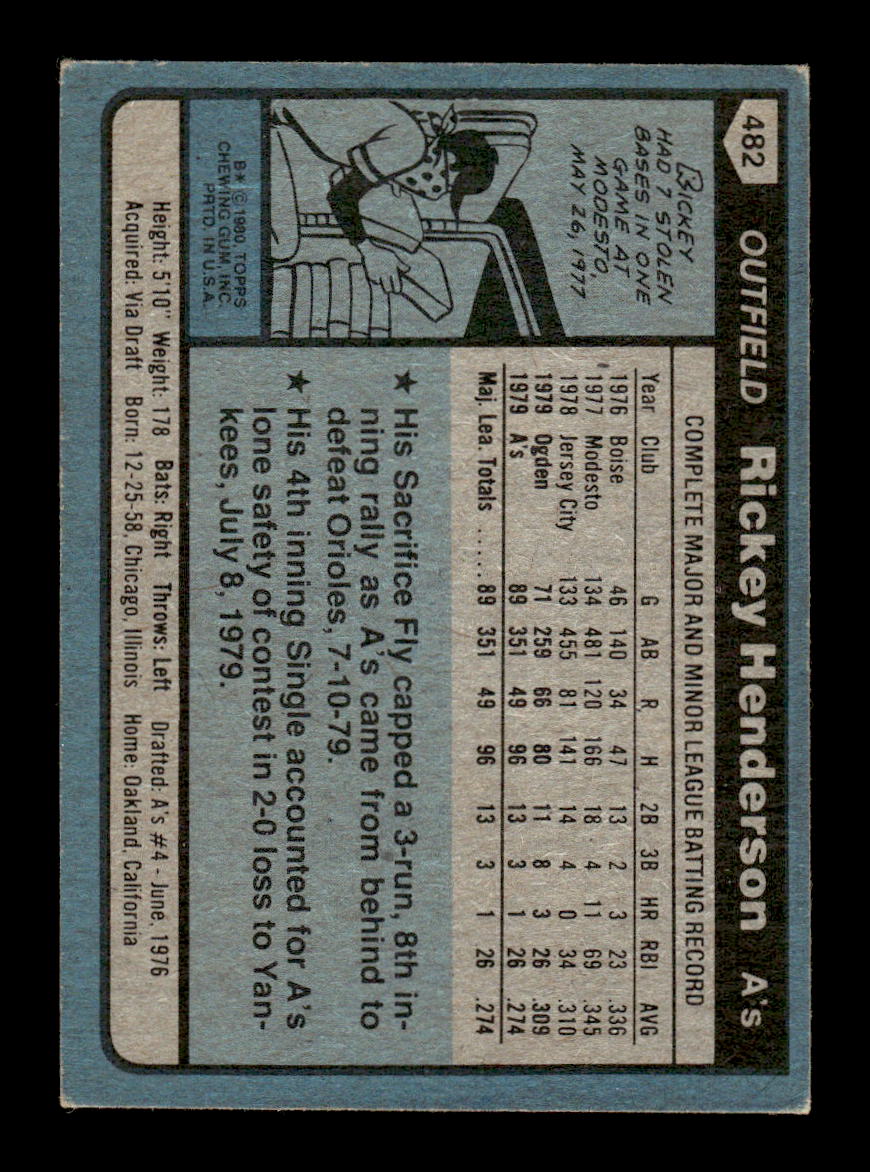 482 OUTFIELD Rickey Henderson A's
RICKEY
HAD 7 STOLEN
BASES IN ONE
GAME AT
MODESTO,
MAY 26, 1977
B✶ © 1980 TOPPS
CHEWING GUM, INC.
PRTD. IN U.S.A.
COMPLETE MAJOR AND MINOR LEAGUE BATTING RECORD
Year Club G AB R H 2B 3B HR RBI AVG
1976 Boise 46 140 34 47 13 2 3 23 .336
1977 Modesto 134 481 120 166 18 4 11 69 .345
1978 Jersey City 133 455 81 141 14 4 0 34 .310
1979 Ogden 71 259 66 80 11 8 3 26 .309
1979 A's 89 351 49 96 13 3 1 26 .274
Maj. Lea. Totals ...... 89 351 49 96 13 3 1 26 .274
★ His Sacrifice Fly capped a 3-run, 8th in-
ning rally as A's came from behind to
defeat Orioles, 7-10-79.
★ His 4th inning Single accounted for A's
lone safety of contest in 2-0 loss to Yan-
kees, July 8, 1979.
Height: 5'10" Weight: 178 Bats: Right Throws: Left Drafted: A's #4 - June, 1976
Acquired: Via Draft Born: 12-25-58, Chicago, Illinois Home: Oakland, California